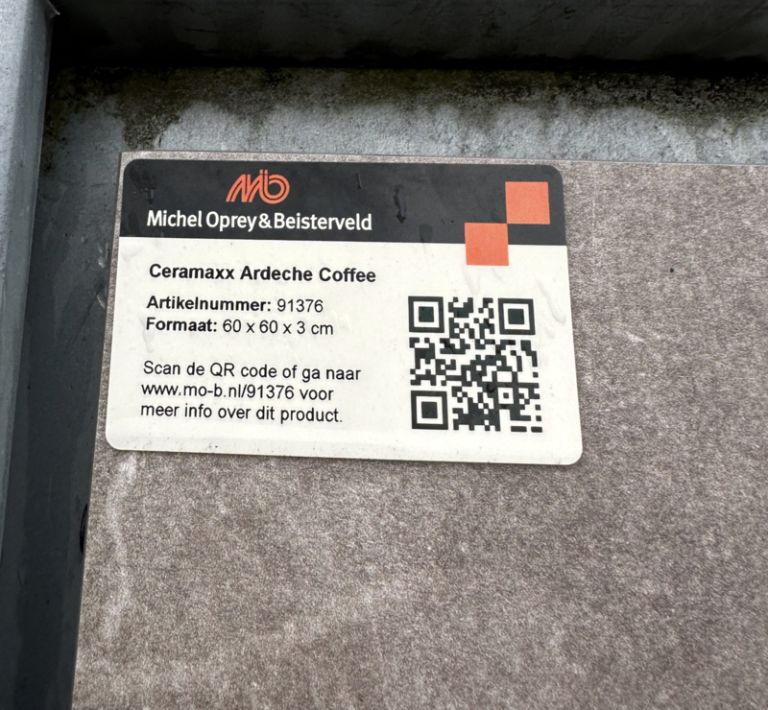 MB
Michel Oprey & Beisterveld
Ceramaxx Ardeche Coffee
Artikelnummer: 91376
Formaat: 60 x 60 x 3 cm
Scan de QR code of ga naar
www.mo-b.nl/91376 voor
meer info over dit product.